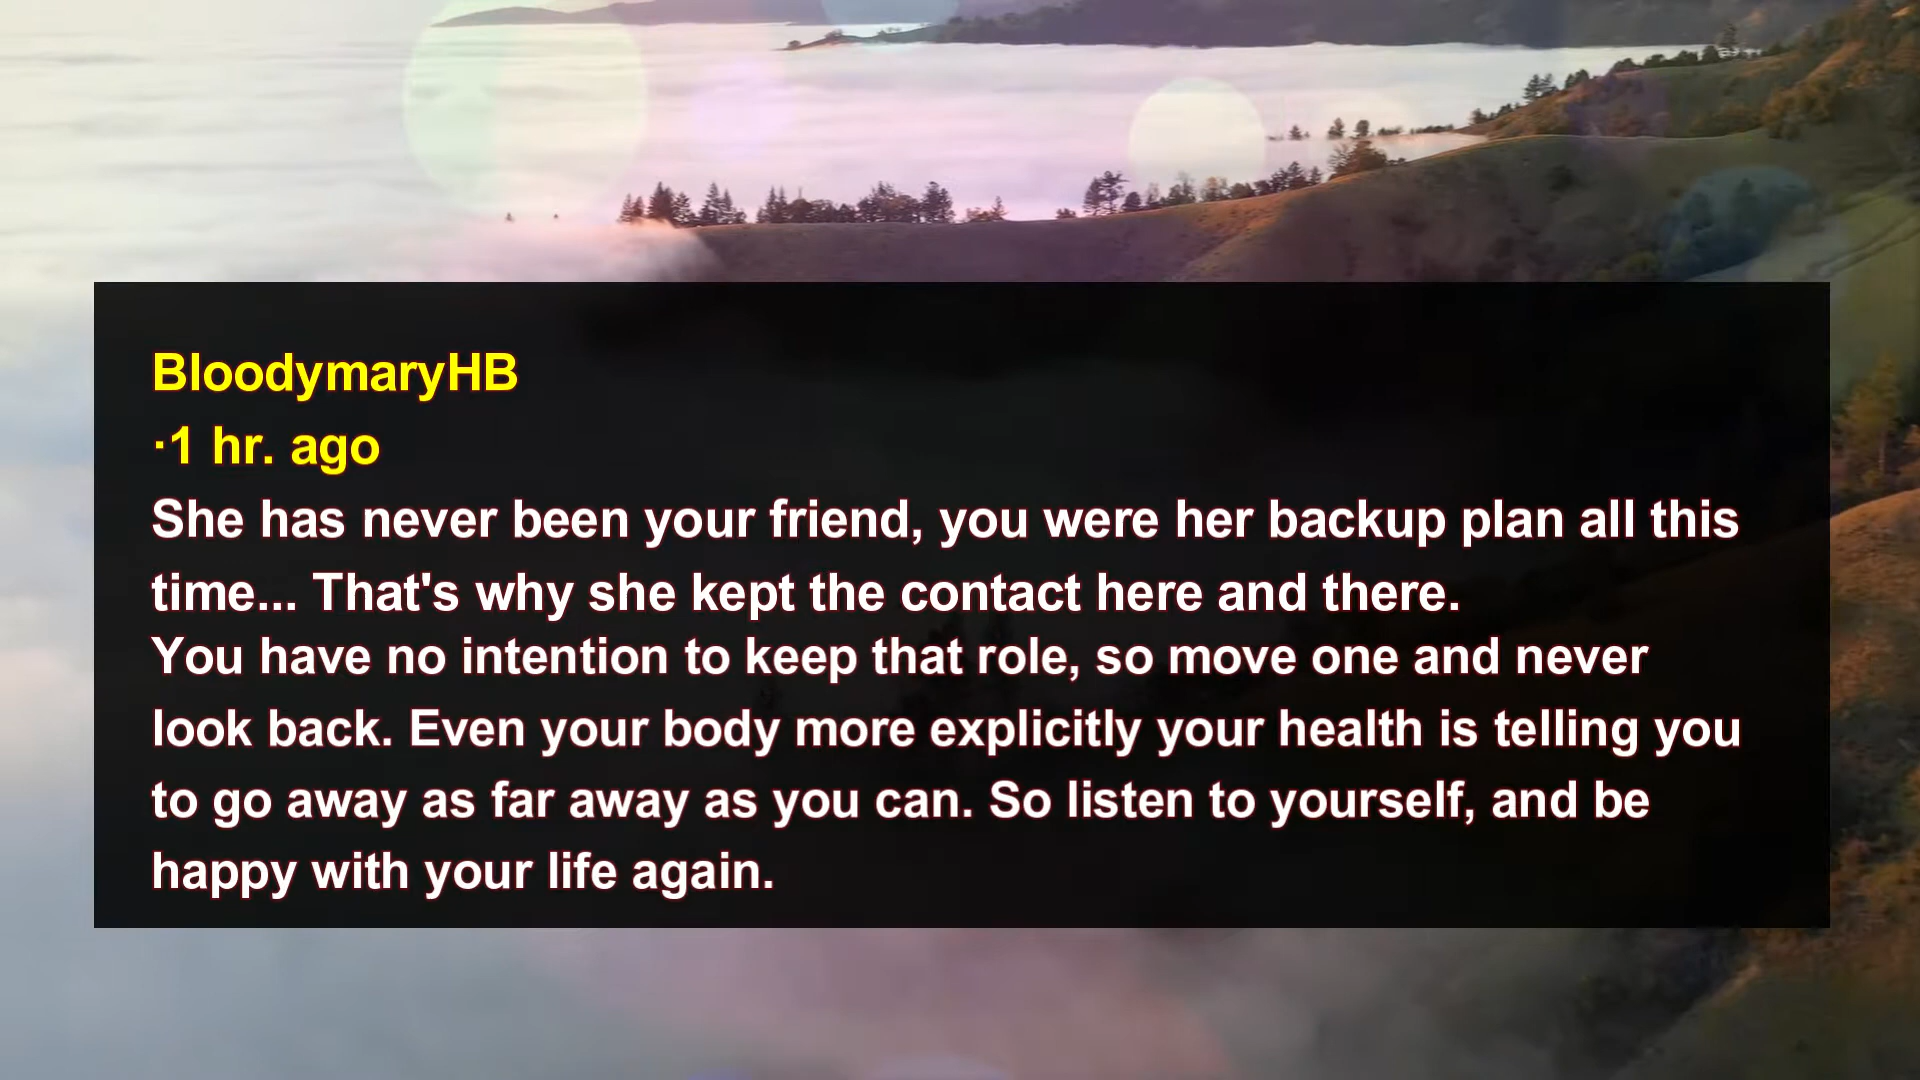 BloodymaryHB
·1 hr. ago
She has never been your friend, you were her backup plan all this
time... That's why she kept the contact here and there.
You have no intention to keep that role, so move one and never
look back. Even your body more explicitly your health is telling you
to go away as far away as you can. So listen to yourself, and be
happy with your life again.